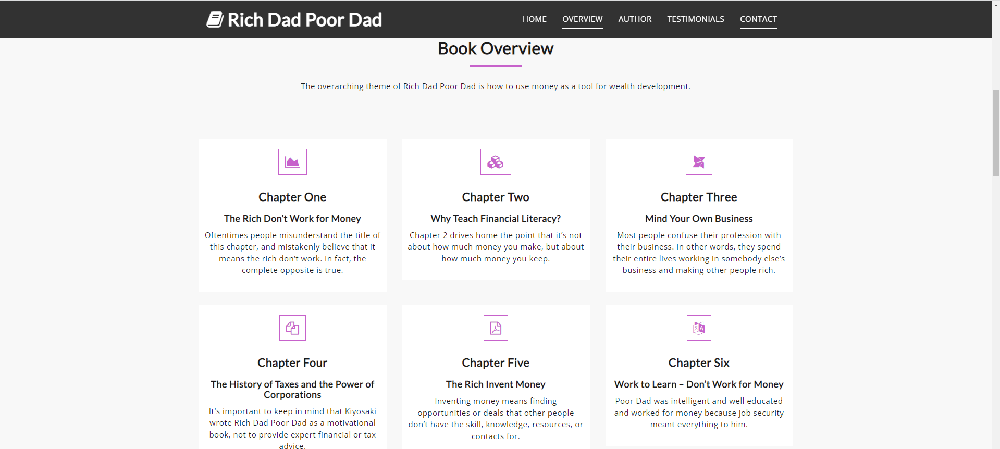 Rich Dad Poor Dad
HOME OVERVIEW AUTHOR TESTIMONIALS CONTACT
Book Overview
The overarching theme of Rich Dad Poor Dad is how to use money as a tool for wealth development.
Chapter One
The Rich Don’t Work for Money
Oftentimes people misunderstand the title of
this chapter, and mistakenly believe that it
means the rich don’t work. In fact, the
complete opposite is true.
Chapter Two
Why Teach Financial Literacy?
Chapter 2 drives home the point that it’s not
about how much money you make, but about
how much money you keep.
Chapter Three
Mind Your Own Business
Most people confuse their profession with
their business. In other words, they spend
their entire lives working in somebody else’s
business and making other people rich.
Chapter Four
The History of Taxes and the Power of
Corporations
It's important to keep in mind that Kiyosaki
wrote Rich Dad Poor Dad as a motivational
book, not to provide expert financial or tax
advice.
Chapter Five
The Rich Invent Money
Inventing money means finding
opportunities or deals that other people
don’t have the skill, knowledge, resources, or
contacts for.
Chapter Six
Work to Learn – Don’t Work for Money
Poor Dad was intelligent and well educated
and worked for money because job security
meant everything to him.